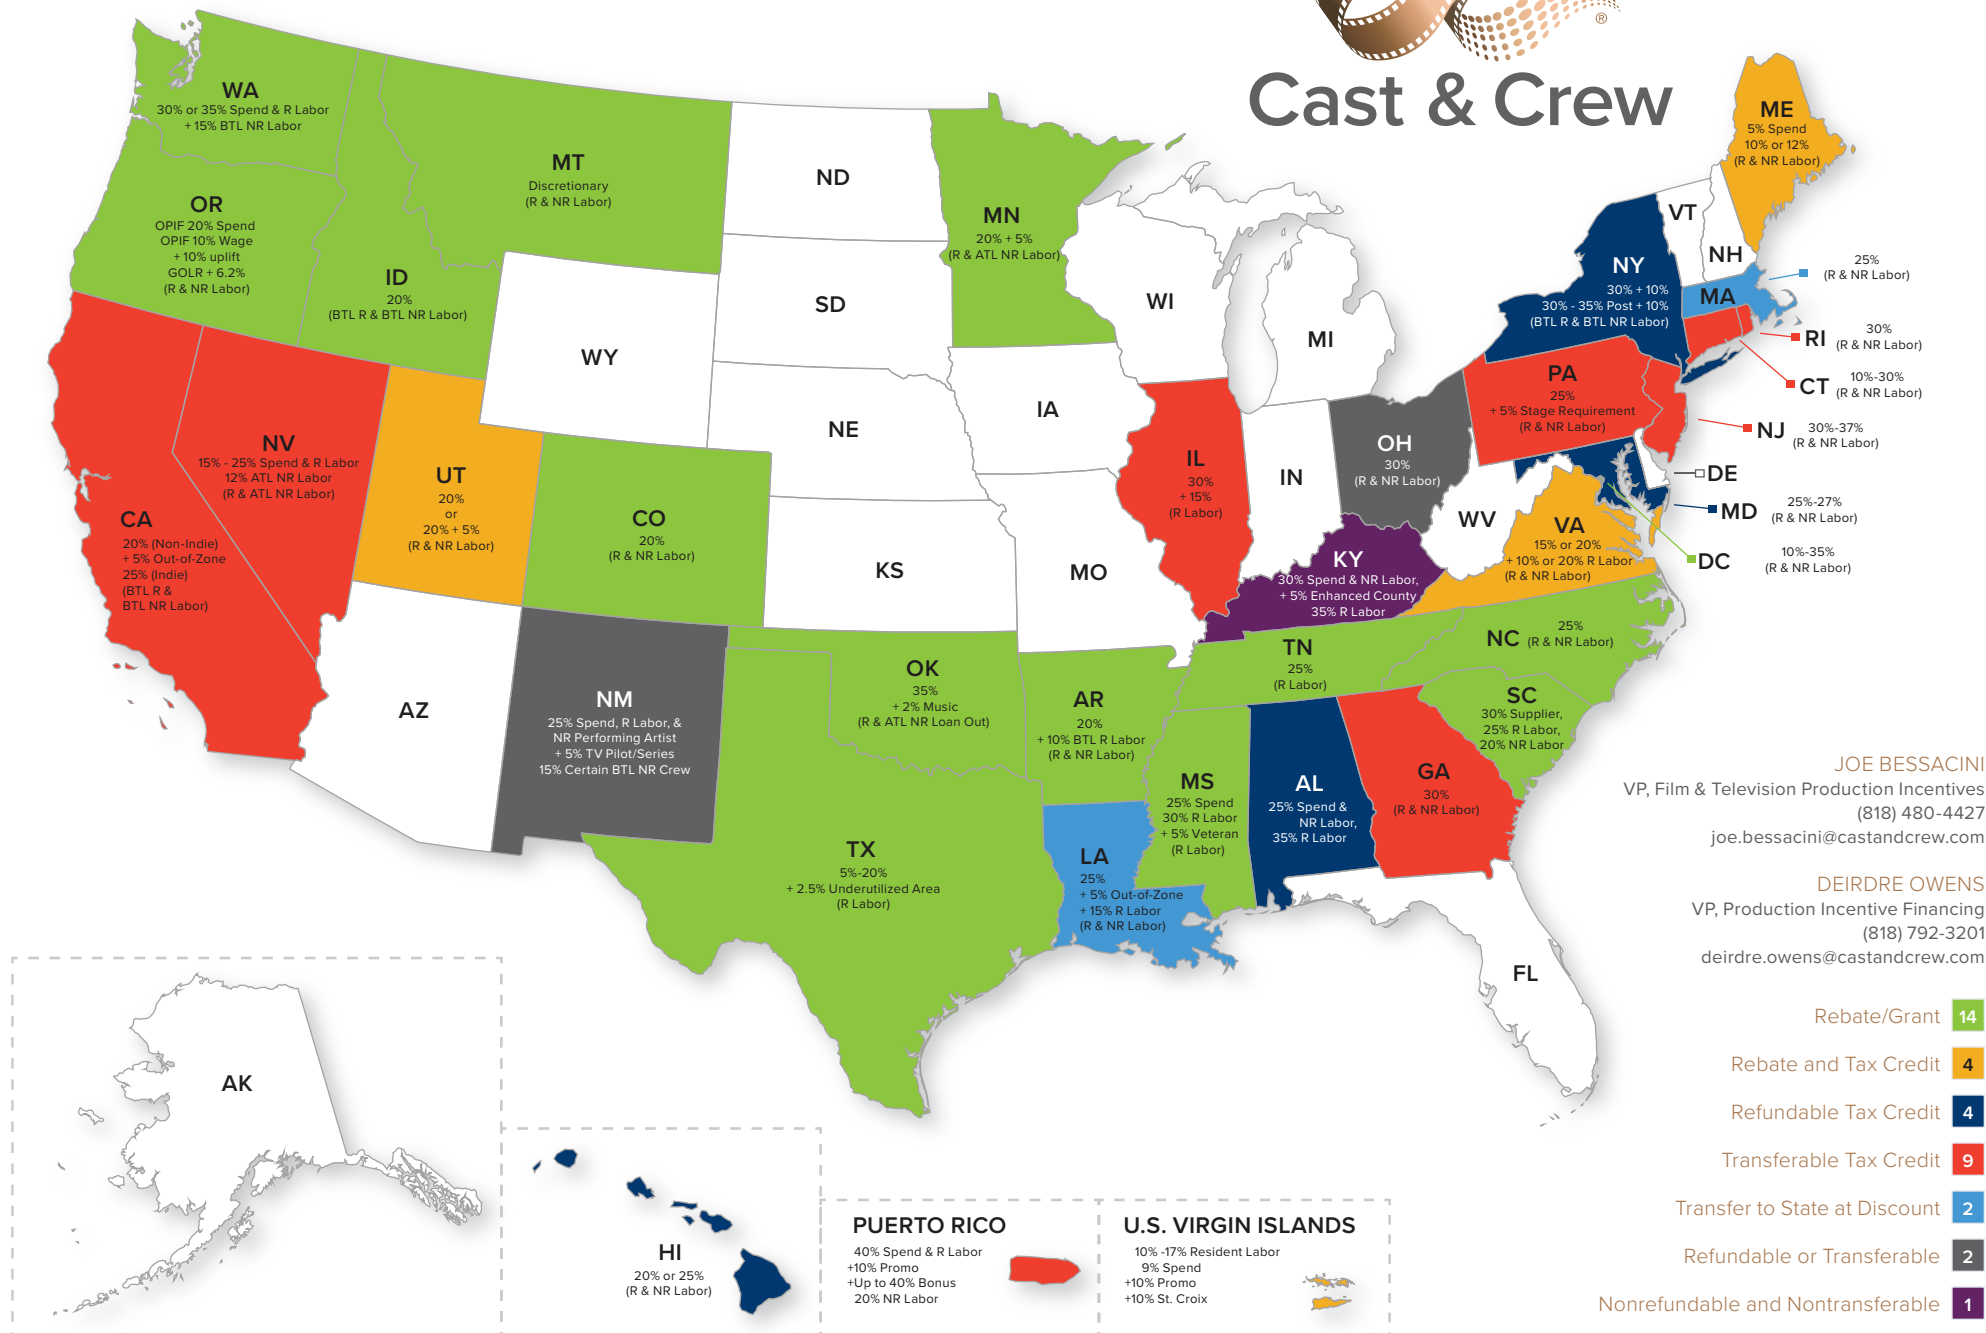 ®
Cast & Crew
WA
30% or 35% Spend & R Labor
+ 15% BTL NR Labor
OR
OPIF 20% Spend
OPIF 10% Wage
+ 10% uplift
GOLR + 6.2%
(R & NR Labor)
ID
20%
(BTL R & BTL NR Labor)
MT
Discretionary
(R & NR Labor)
ND
SD
MN
20% + 5%
(R & ATL NR Labor)
WI
MI
WY
NE
IA
CA
20% (Non-Indie)
+ 5% Out-of-Zone
25% (Indie)
(BTL R &
BTL NR Labor)
NV
15% - 25% Spend & R Labor
12% ATL NR Labor
(R & ATL NR Labor)
UT
20%
or
20% + 5%
(R & NR Labor)
CO
20%
(R & NR Labor)
KS
MO
IL
30%
+ 15%
(R Labor)
IN
OH
30%
(R & NR Labor)
KY
30% Spend & NR Labor,
+ 5% Enhanced County
35% R Labor
WV
VA
15% or 20%
+ 10% or 20% R Labor
(R & NR Labor)
PA
25%
+ 5% Stage Requirement
(R & NR Labor)
NY
30% + 10%
30% - 35% Post + 10%
(BTL R & BTL NR Labor)
VT
NH
ME
5% Spend
10% or 12%
(R & NR Labor)
MA
25%
(R & NR Labor)
RI
30%
(R & NR Labor)
CT
10%-30%
(R & NR Labor)
NJ
30%-37%
(R & NR Labor)
DE
MD
25%-27%
(R & NR Labor)
DC
10%-35%
(R & NR Labor)
AZ
NM
25% Spend, R Labor, &
NR Performing Artist
+ 5% TV Pilot/Series
15% Certain BTL NR Crew
OK
35%
+ 2% Music
(R & ATL NR Loan Out)
TX
5%-20%
+ 2.5% Underutilized Area
(R Labor)
AR
20%
+ 10% BTL R Labor
(R & NR Labor)
LA
25%
+ 5% Out-of-Zone
+ 15% R Labor
(R & NR Labor)
MS
25% Spend
30% R Labor
+ 5% Veteran
(R Labor)
AL
25% Spend &
NR Labor,
35% R Labor
TN
25%
(R Labor)
NC
25%
(R & NR Labor)
SC
30% Supplier,
25% R Labor,
20% NR Labor
GA
30%
(R & NR Labor)
FL
AK
HI
20% or 25%
(R & NR Labor)
PUERTO RICO
40% Spend & R Labor
+10% Promo
+Up to 40% Bonus
20% NR Labor
U.S. VIRGIN ISLANDS
10% -17% Resident Labor
9% Spend
+10% Promo
+10% St. Croix
JOE BESSACINI
VP, Film & Television Production Incentives
(818) 480-4427
joe.bessacini@castandcrew.com
DEIRDRE OWENS
VP, Production Incentive Financing
(818) 792-3201
deirdre.owens@castandcrew.com
Rebate/Grant 14
Rebate and Tax Credit 4
Refundable Tax Credit 4
Transferable Tax Credit 9
Transfer to State at Discount 2
Refundable or Transferable 2
Nonrefundable and Nontransferable 1